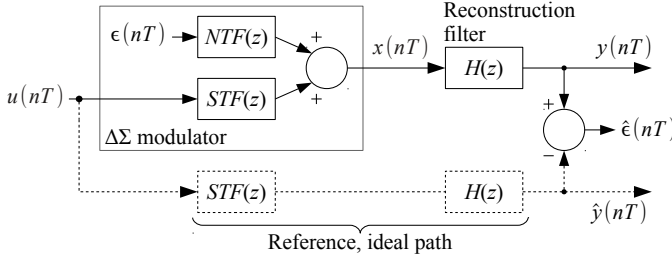 Reconstruction
filter
ϵ(nT)
NTF(z)
+
x(nT)
H(z)
y(nT)
u(nT)
STF(z)
+
ΔΣ modulator
+
ϵ̂(nT)
−
STF(z)
H(z)
ŷ(nT)
Reference, ideal path